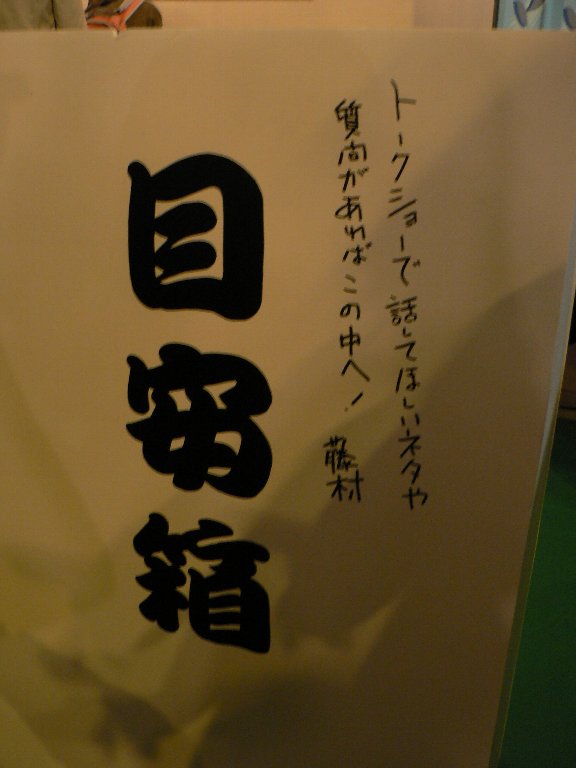 トークショーで話してほしいネタや
質問があればこの中へ！ 藤村
目安箱